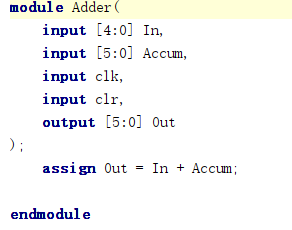 module Adder(
    input [4:0] In,
    input [5:0] Accum,
    input clk,
    input clr,
    output [5:0] Out
);
    assign Out = In + Accum;

endmodule